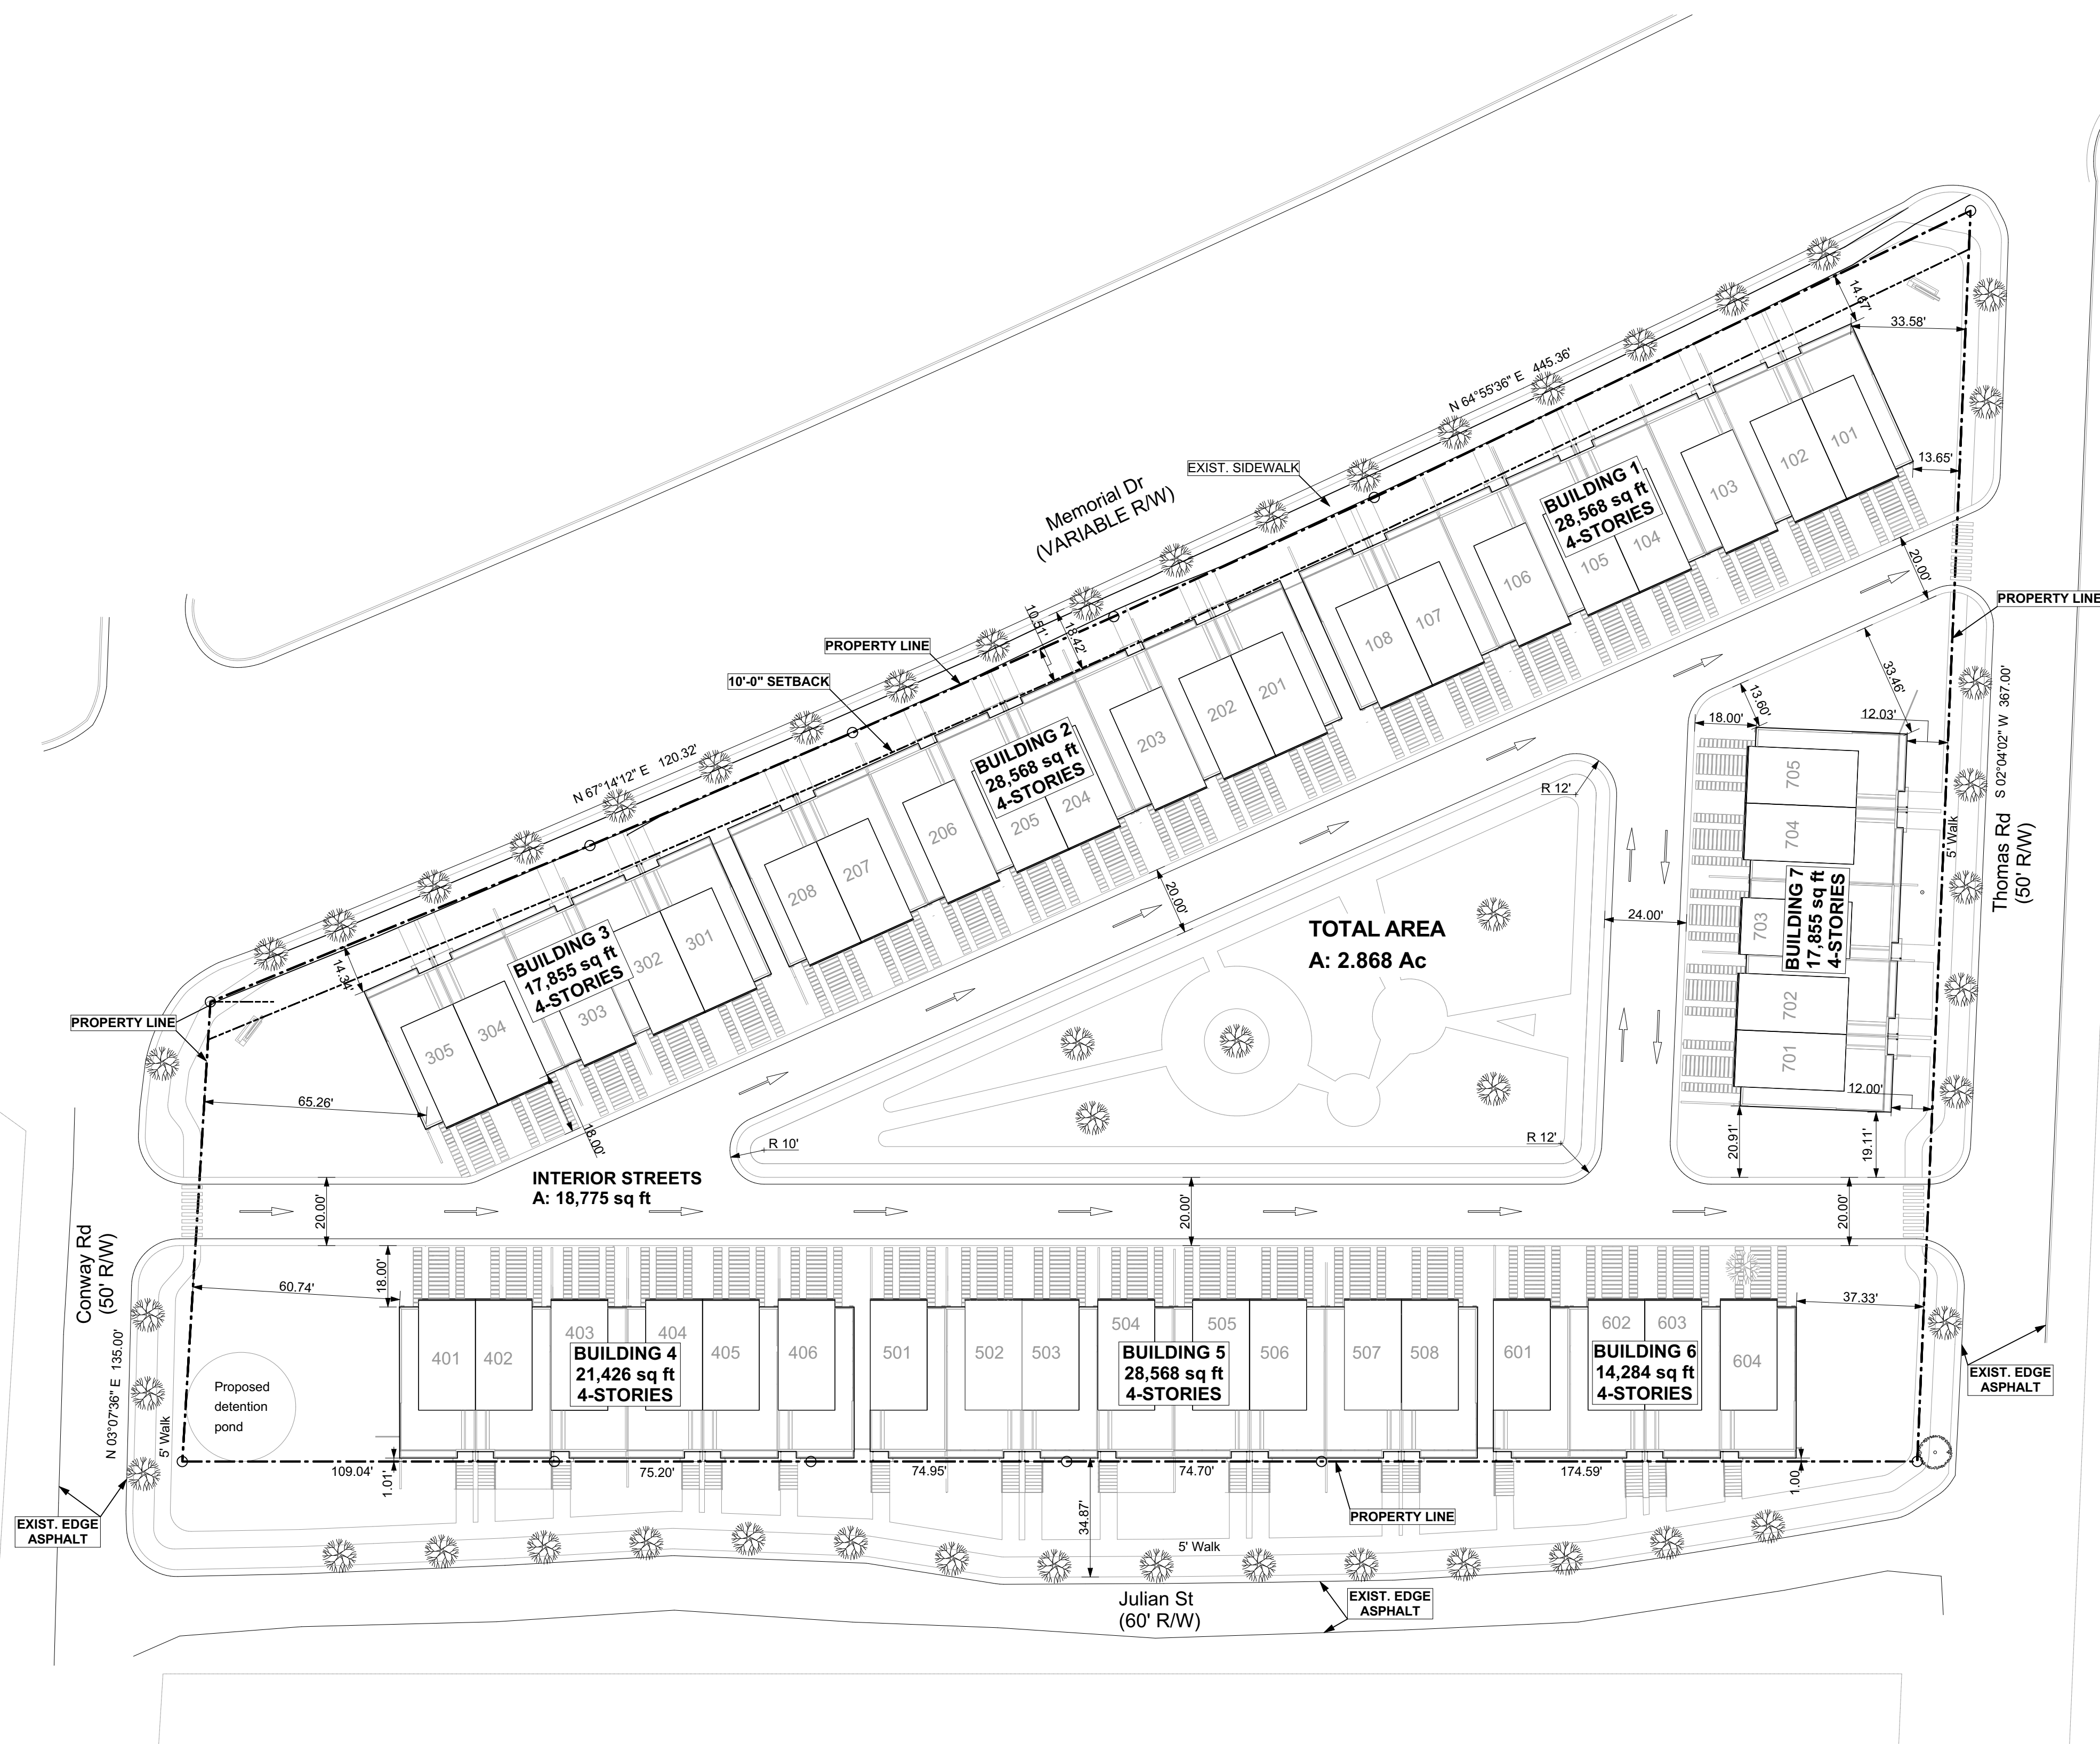 14.67'
33.58'
N 64°55'36" E 445.36'
101
102
13.65'
103
EXIST. SIDEWALK
BUILDING 1
28,568 sq ft
4-STORIES
104
105
106
107
108
20.00'
Memorial Dr
(VARIABLE R/W)
PROPERTY LINE
10.51'
18.42'
PROPERTY LINE
10'-0" SETBACK
201
202
203
BUILDING 2
28,568 sq ft
4-STORIES
204
205
206
207
208
33.46'
13.60'
18.00'
12.03'
S 02°04'02" W 367.00'
N 67°14'12" E 120.32'
R 12'
705
704
5' Walk
Thomas Rd
(50' R/W)
BUILDING 7
17,855 sq ft
4-STORIES
703
702
701
24.00'
20.00'
TOTAL AREA
A: 2.868 Ac
14.34'
BUILDING 3
17,855 sq ft
4-STORIES
301
302
303
304
305
PROPERTY LINE
65.26'
18.00'
R 10'
R 12'
12.00'
20.91'
19.11'
INTERIOR STREETS
A: 18,775 sq ft
20.00'
20.00'
20.00'
Conway Rd
(50' R/W)
60.74'
18.00'
37.33'
N 03°07'36" E 135.00'
5' Walk
Proposed
detention
pond
401
402
403
404
405
406
BUILDING 4
21,426 sq ft
4-STORIES
501
502
503
504
505
506
507
508
BUILDING 5
28,568 sq ft
4-STORIES
601
602
603
604
BUILDING 6
14,284 sq ft
4-STORIES
EXIST. EDGE
ASPHALT
109.04'
1.01'
75.20'
74.95'
74.70'
174.59'
1.00'
34.87'
PROPERTY LINE
EXIST. EDGE
ASPHALT
5' Walk
Julian St
(60' R/W)
EXIST. EDGE
ASPHALT